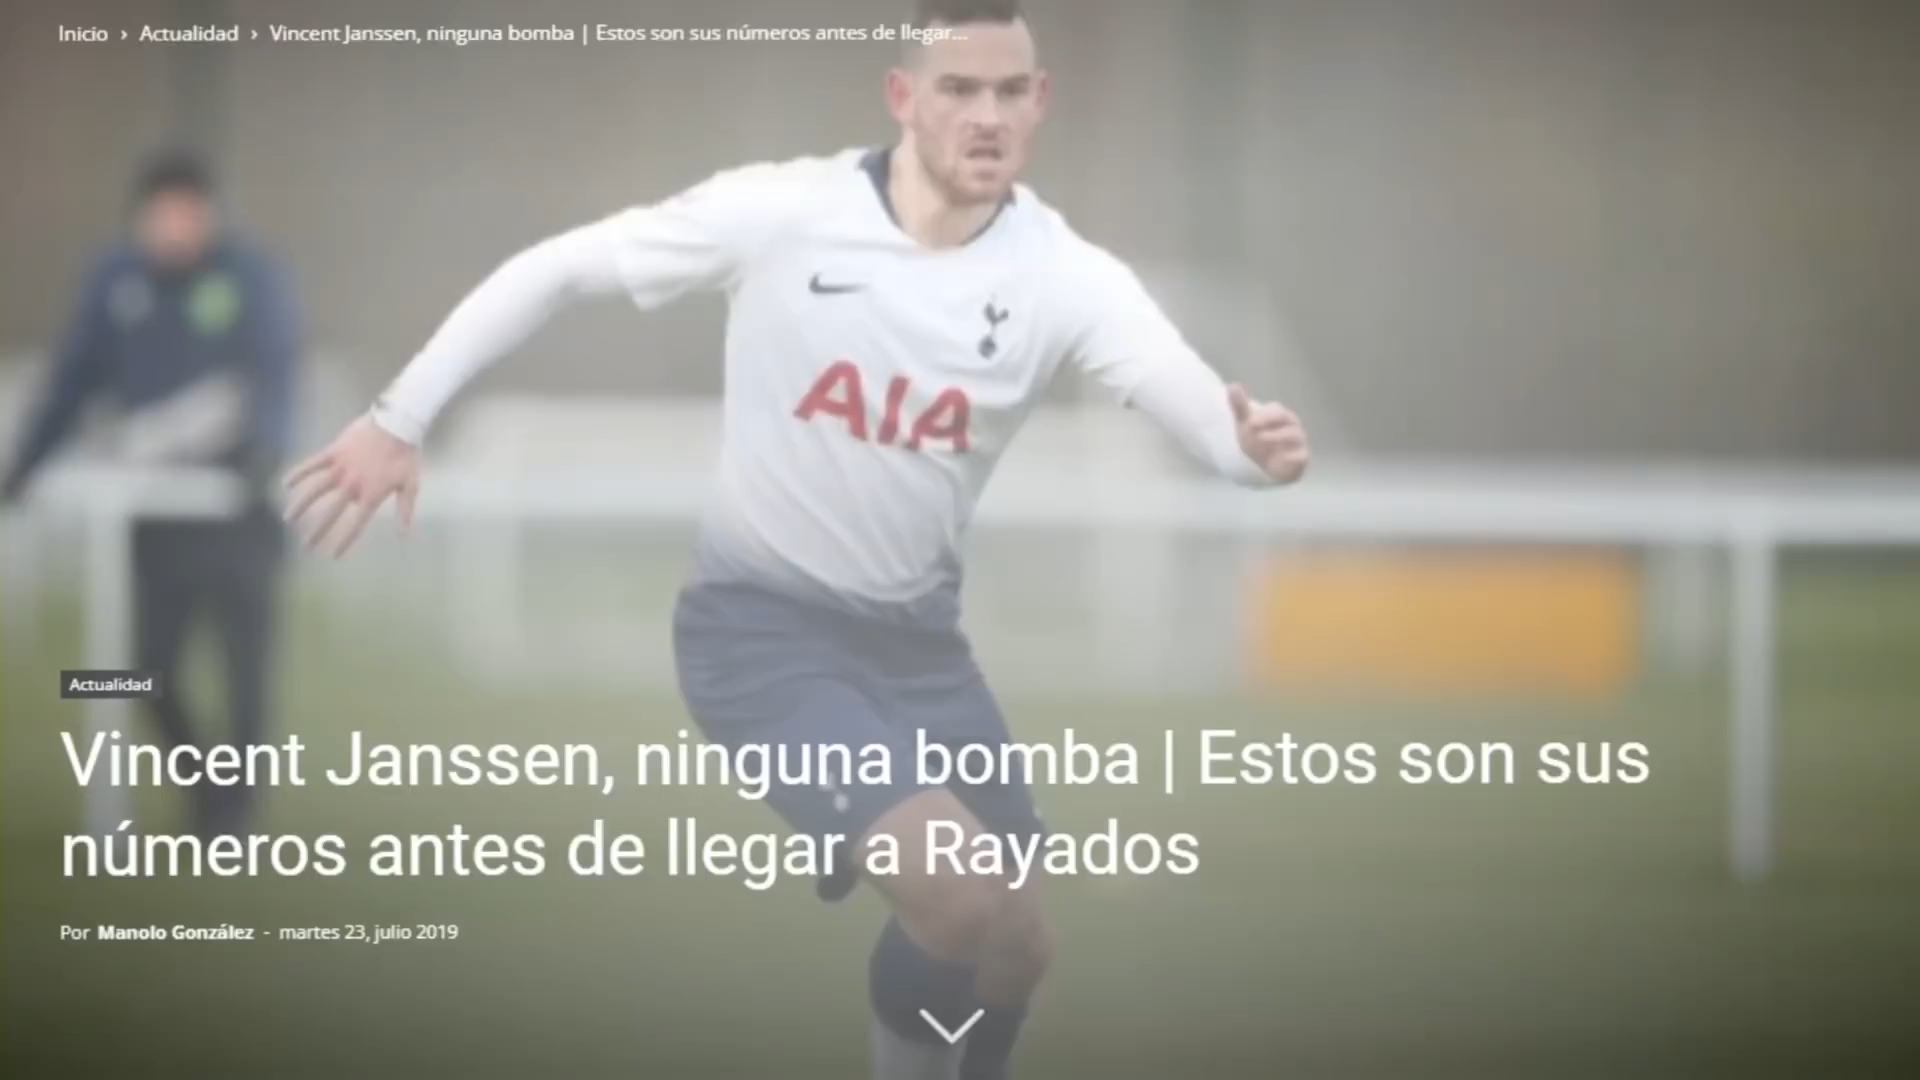 Inicio › Actualidad › Vincent Janssen, ninguna bomba | Estos son sus números antes de llegar...
AIA
Actualidad
Vincent Janssen, ninguna bomba | Estos son sus
números antes de llegar a Rayados
Por Manolo González - martes 23, julio 2019